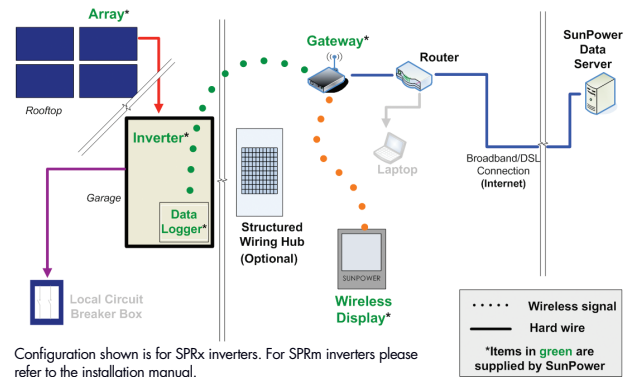 Array*
Rooftop
Gateway*
Router
SunPower
Data
Server
Inverter*
Garage
Data
Logger*
Structured
Wiring Hub
(Optional)
Laptop
Broadband/DSL
Connection
(Internet)
SUNPOWER
Wireless
Display*
Local Circuit
Breaker Box
Wireless signal
Hard wire
*Items in green are
supplied by SunPower
Configuration shown is for SPRx inverters. For SPRm inverters please
refer to the installation manual.